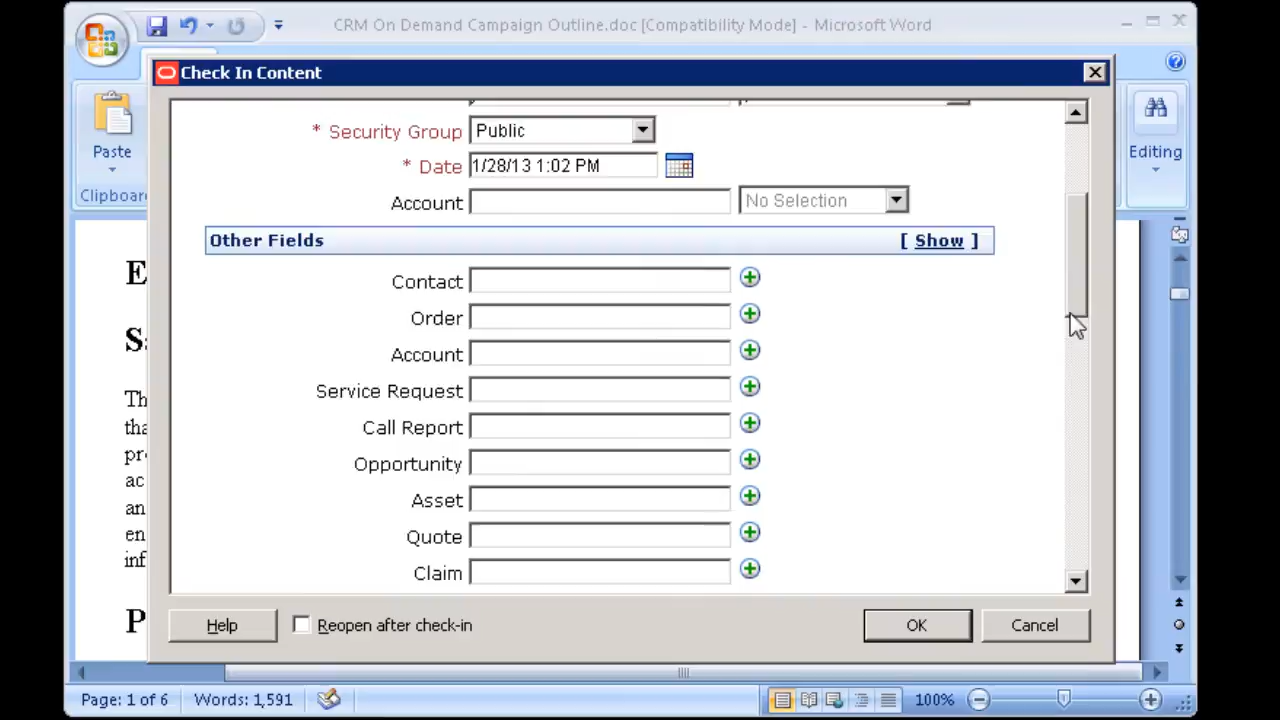 CRM On Demand Campaign Outline.doc [Compatibility Mode] - Microsoft Word
Check In Content
Paste
Clipboard
Editing
* Security Group Public
* Date 1/28/13 1:02 PM
Account No Selection
Other Fields [ Show ]
Contact
Order
Account
Service Request
Call Report
Opportunity
Asset
Quote
Claim
Help Reopen after check-in OK Cancel
Page: 1 of 6 Words: 1,591 100%